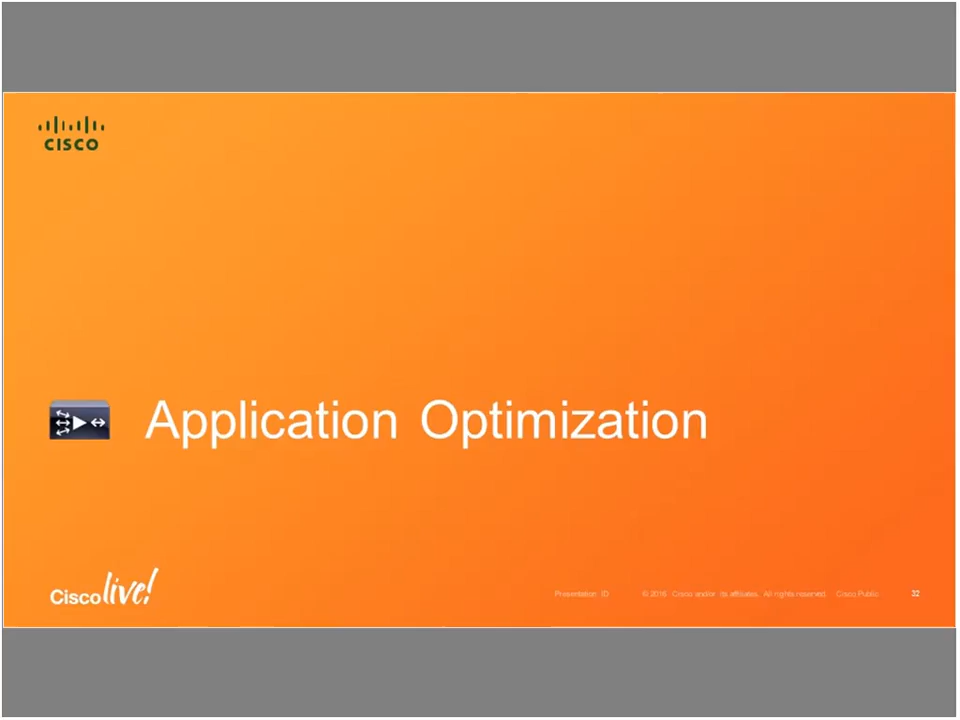 CISCO
Application Optimization
Cisco live!
Presentation ID © 2016 Cisco and/or its affiliates. All rights reserved. Cisco Public 32